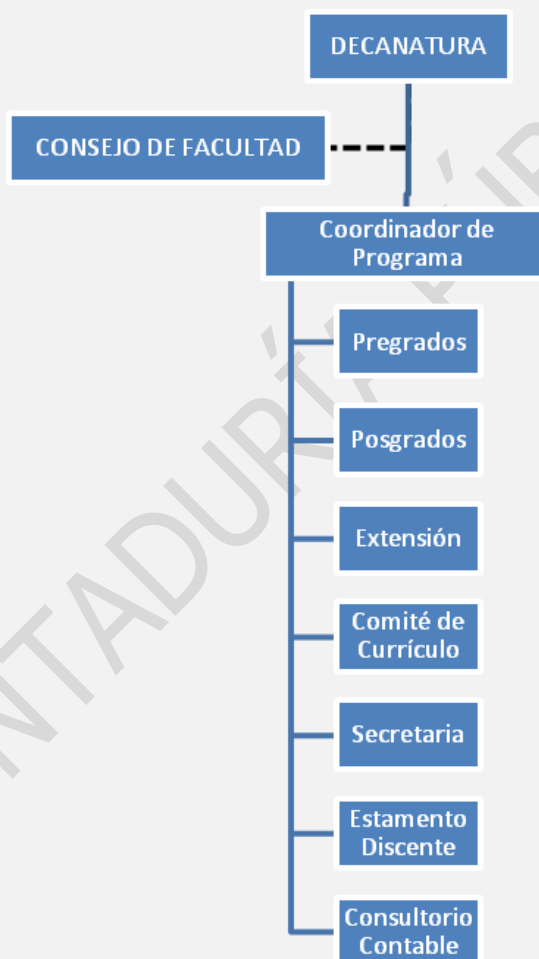 DECANATURA
CONSEJO DE FACULTAD
Coordinador de
Programa
Pregrados
Posgrados
Extensión
Comité de
Currículo
Secretaria
Estamento
Discente
Consultorio
Contable